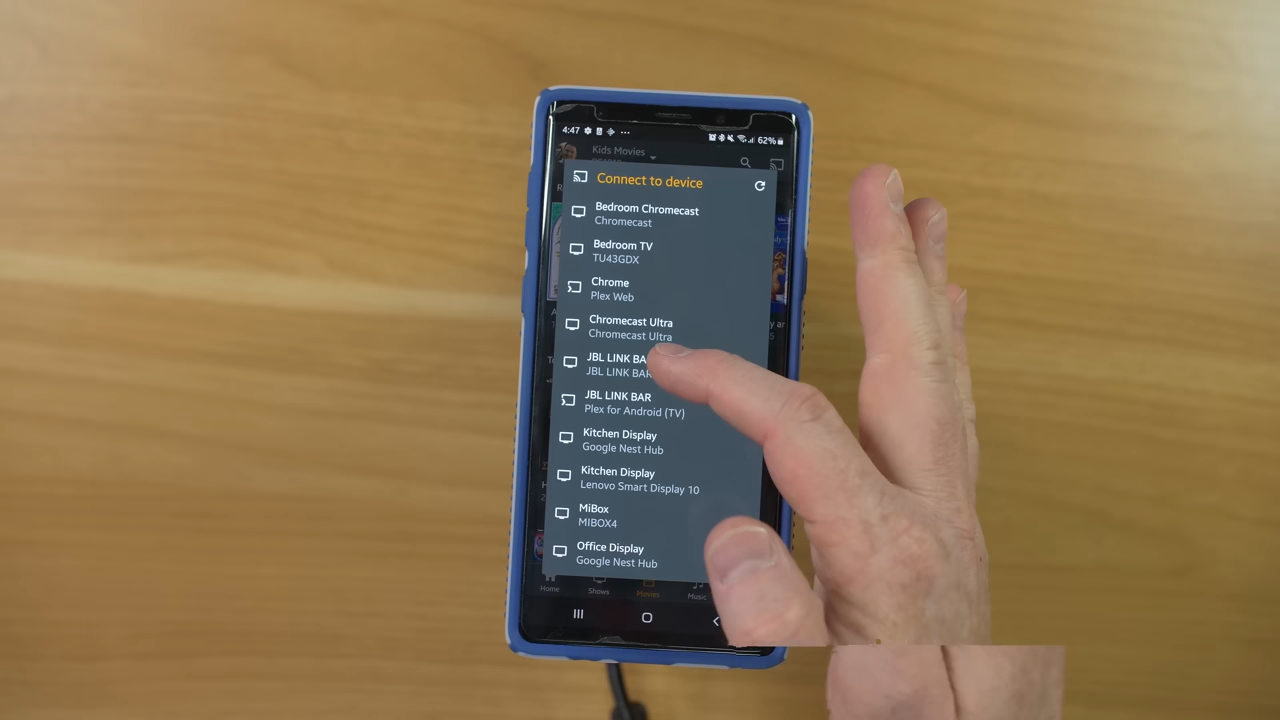 4:47
62%
Kids Movies
Connect to device
Bedroom Chromecast
Chromecast
Bedroom TV
TU43GDX
Chrome
Plex Web
Chromecast Ultra
Chromecast Ultra
JBL LINK BA
JBL LINK BAR
JBL LINK BAR
Plex for Android (TV)
Kitchen Display
Google Nest Hub
Kitchen Display
Lenovo Smart Display 10
MiBox
MIBOX4
Office Display
Google Nest Hub
Home Shows Movies Music